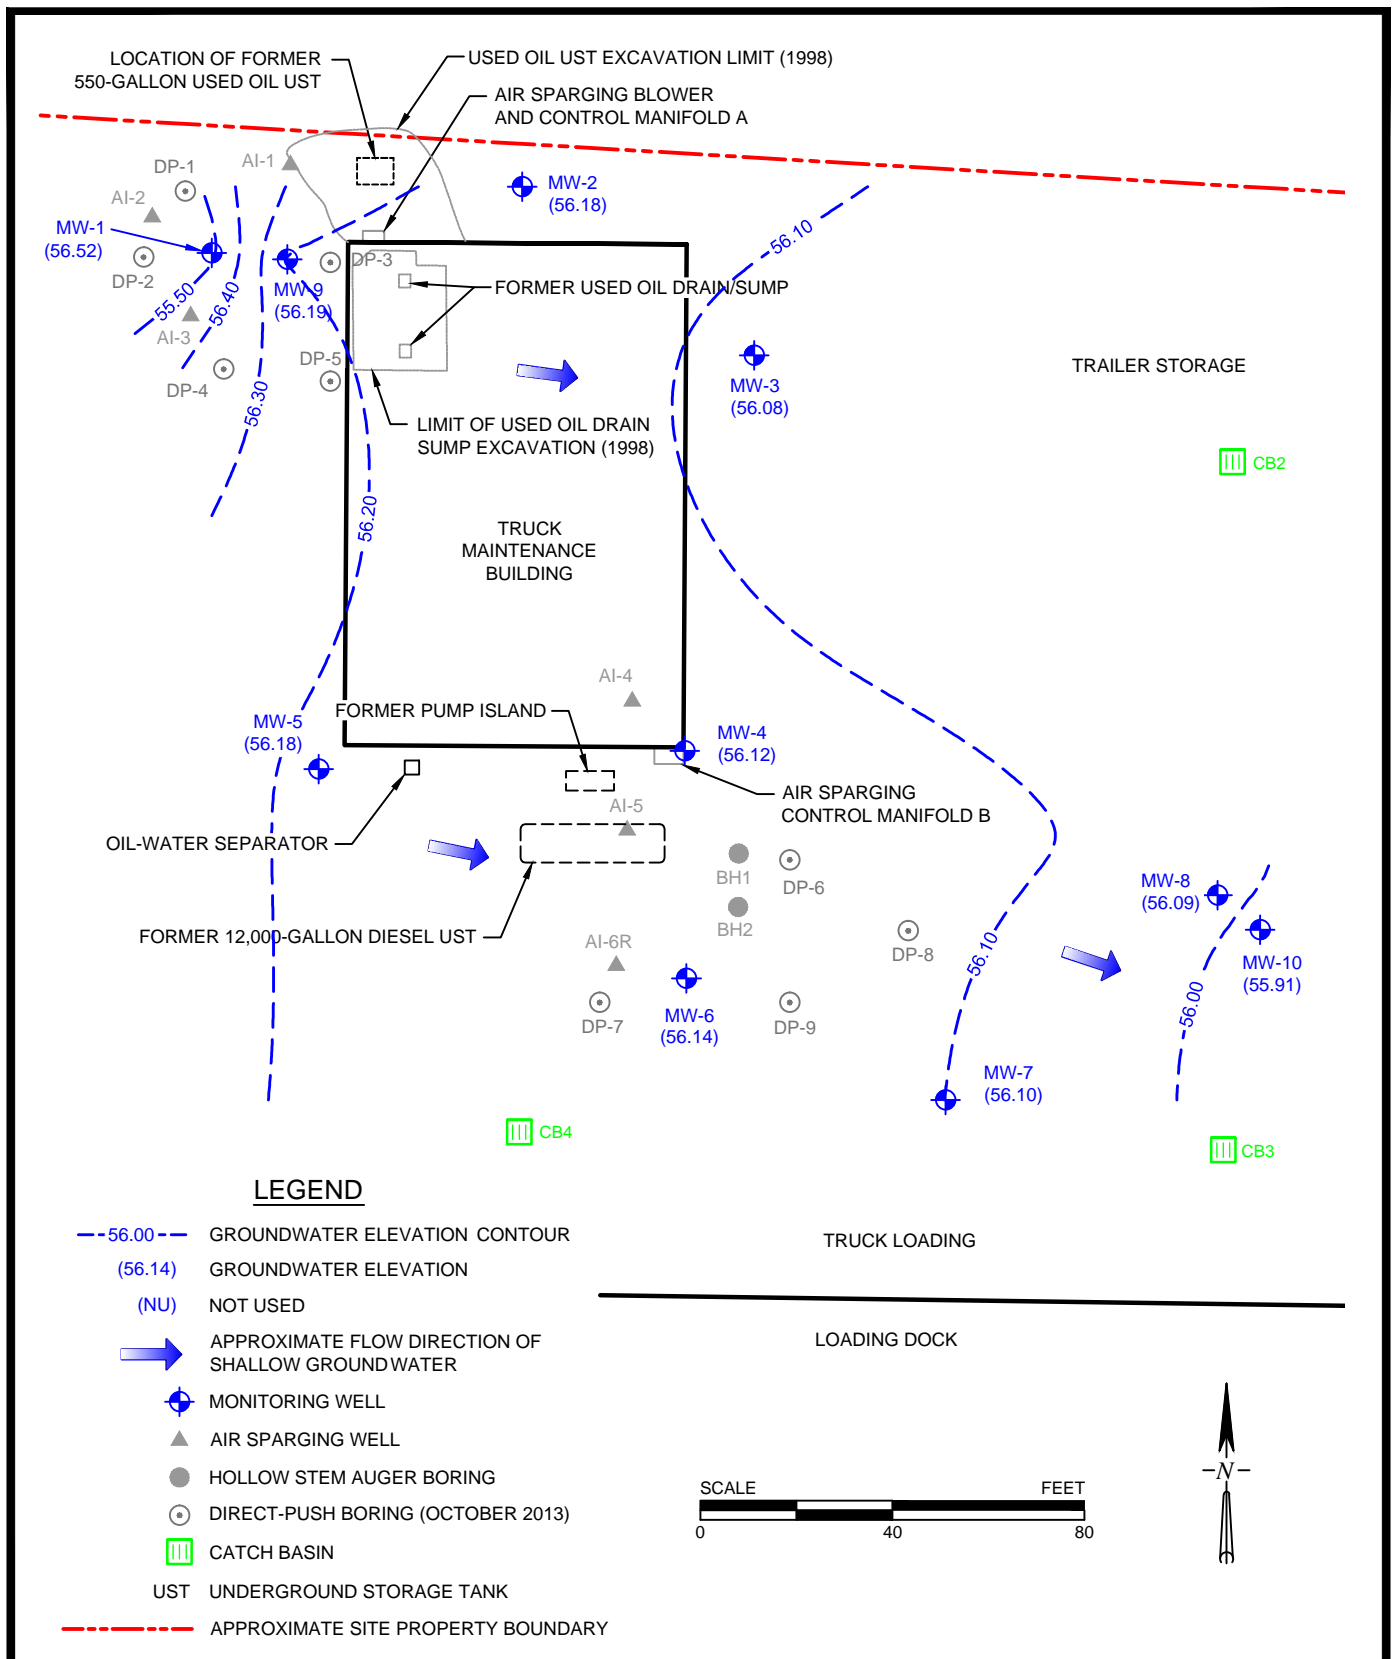 LOCATION OF FORMER
550-GALLON USED OIL UST
USED OIL UST EXCAVATION LIMIT (1998)
AIR SPARGING BLOWER
AND CONTROL MANIFOLD A
DP-1
AI-1
AI-2
MW-1
(56.52)
DP-2
MW-2
(56.18)
56.10
DP-3
MW-9
(56.19)
55.50
56.40
AI-3
FORMER USED OIL DRAIN/SUMP
DP-4
DP-5
56.30
MW-3
(56.08)
TRAILER STORAGE
LIMIT OF USED OIL DRAIN
SUMP EXCAVATION (1998)
CB2
56.20
TRUCK
MAINTENANCE
BUILDING
AI-4
FORMER PUMP ISLAND
MW-5
(56.18)
MW-4
(56.12)
AIR SPARGING
CONTROL MANIFOLD B
AI-5
OIL-WATER SEPARATOR
BH1
DP-6
BH2
MW-8
(56.09)
FORMER 12,000-GALLON DIESEL UST
AI-6R
DP-8
56.10
MW-10
(55.91)
56.00
DP-7
MW-6
(56.14)
DP-9
MW-7
(56.10)
CB4
CB3
LEGEND
56.00
GROUNDWATER ELEVATION CONTOUR
(56.14)
GROUNDWATER ELEVATION
(NU)
NOT USED
APPROXIMATE FLOW DIRECTION OF
SHALLOW GROUNDWATER
MONITORING WELL
AIR SPARGING WELL
HOLLOW STEM AUGER BORING
DIRECT-PUSH BORING (OCTOBER 2013)
CATCH BASIN
UST
UNDERGROUND STORAGE TANK
APPROXIMATE SITE PROPERTY BOUNDARY
TRUCK LOADING
LOADING DOCK
SCALE
FEET
0
40
80
N